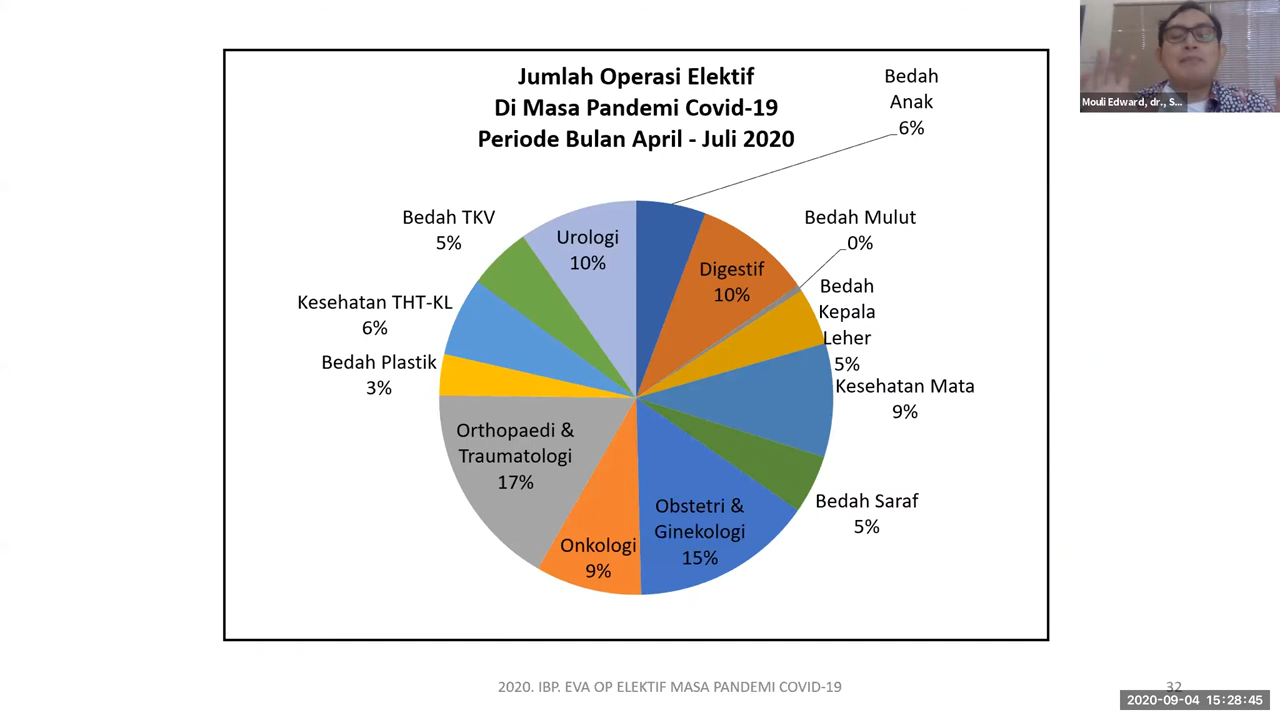 Jumlah Operasi Elektif
Di Masa Pandemi Covid-19
Periode Bulan April - Juli 2020
Bedah
Anak
6%
Mouli Edward, dr., S...
Bedah TKV
5%
Urologi
10%
Digestif
10%
Bedah Mulut
0%
Bedah
Kepala
Leher
5%
Kesehatan THT-KL
6%
Bedah Plastik
3%
Kesehatan Mata
9%
Orthopaedi &
Traumatologi
17%
Onkologi
9%
Obstetri &
Ginekologi
15%
Bedah Saraf
5%
2020. IBP. EVA OP ELEKTIF MASA PANDEMI COVID-19
32
2020-09-04 15:28:45